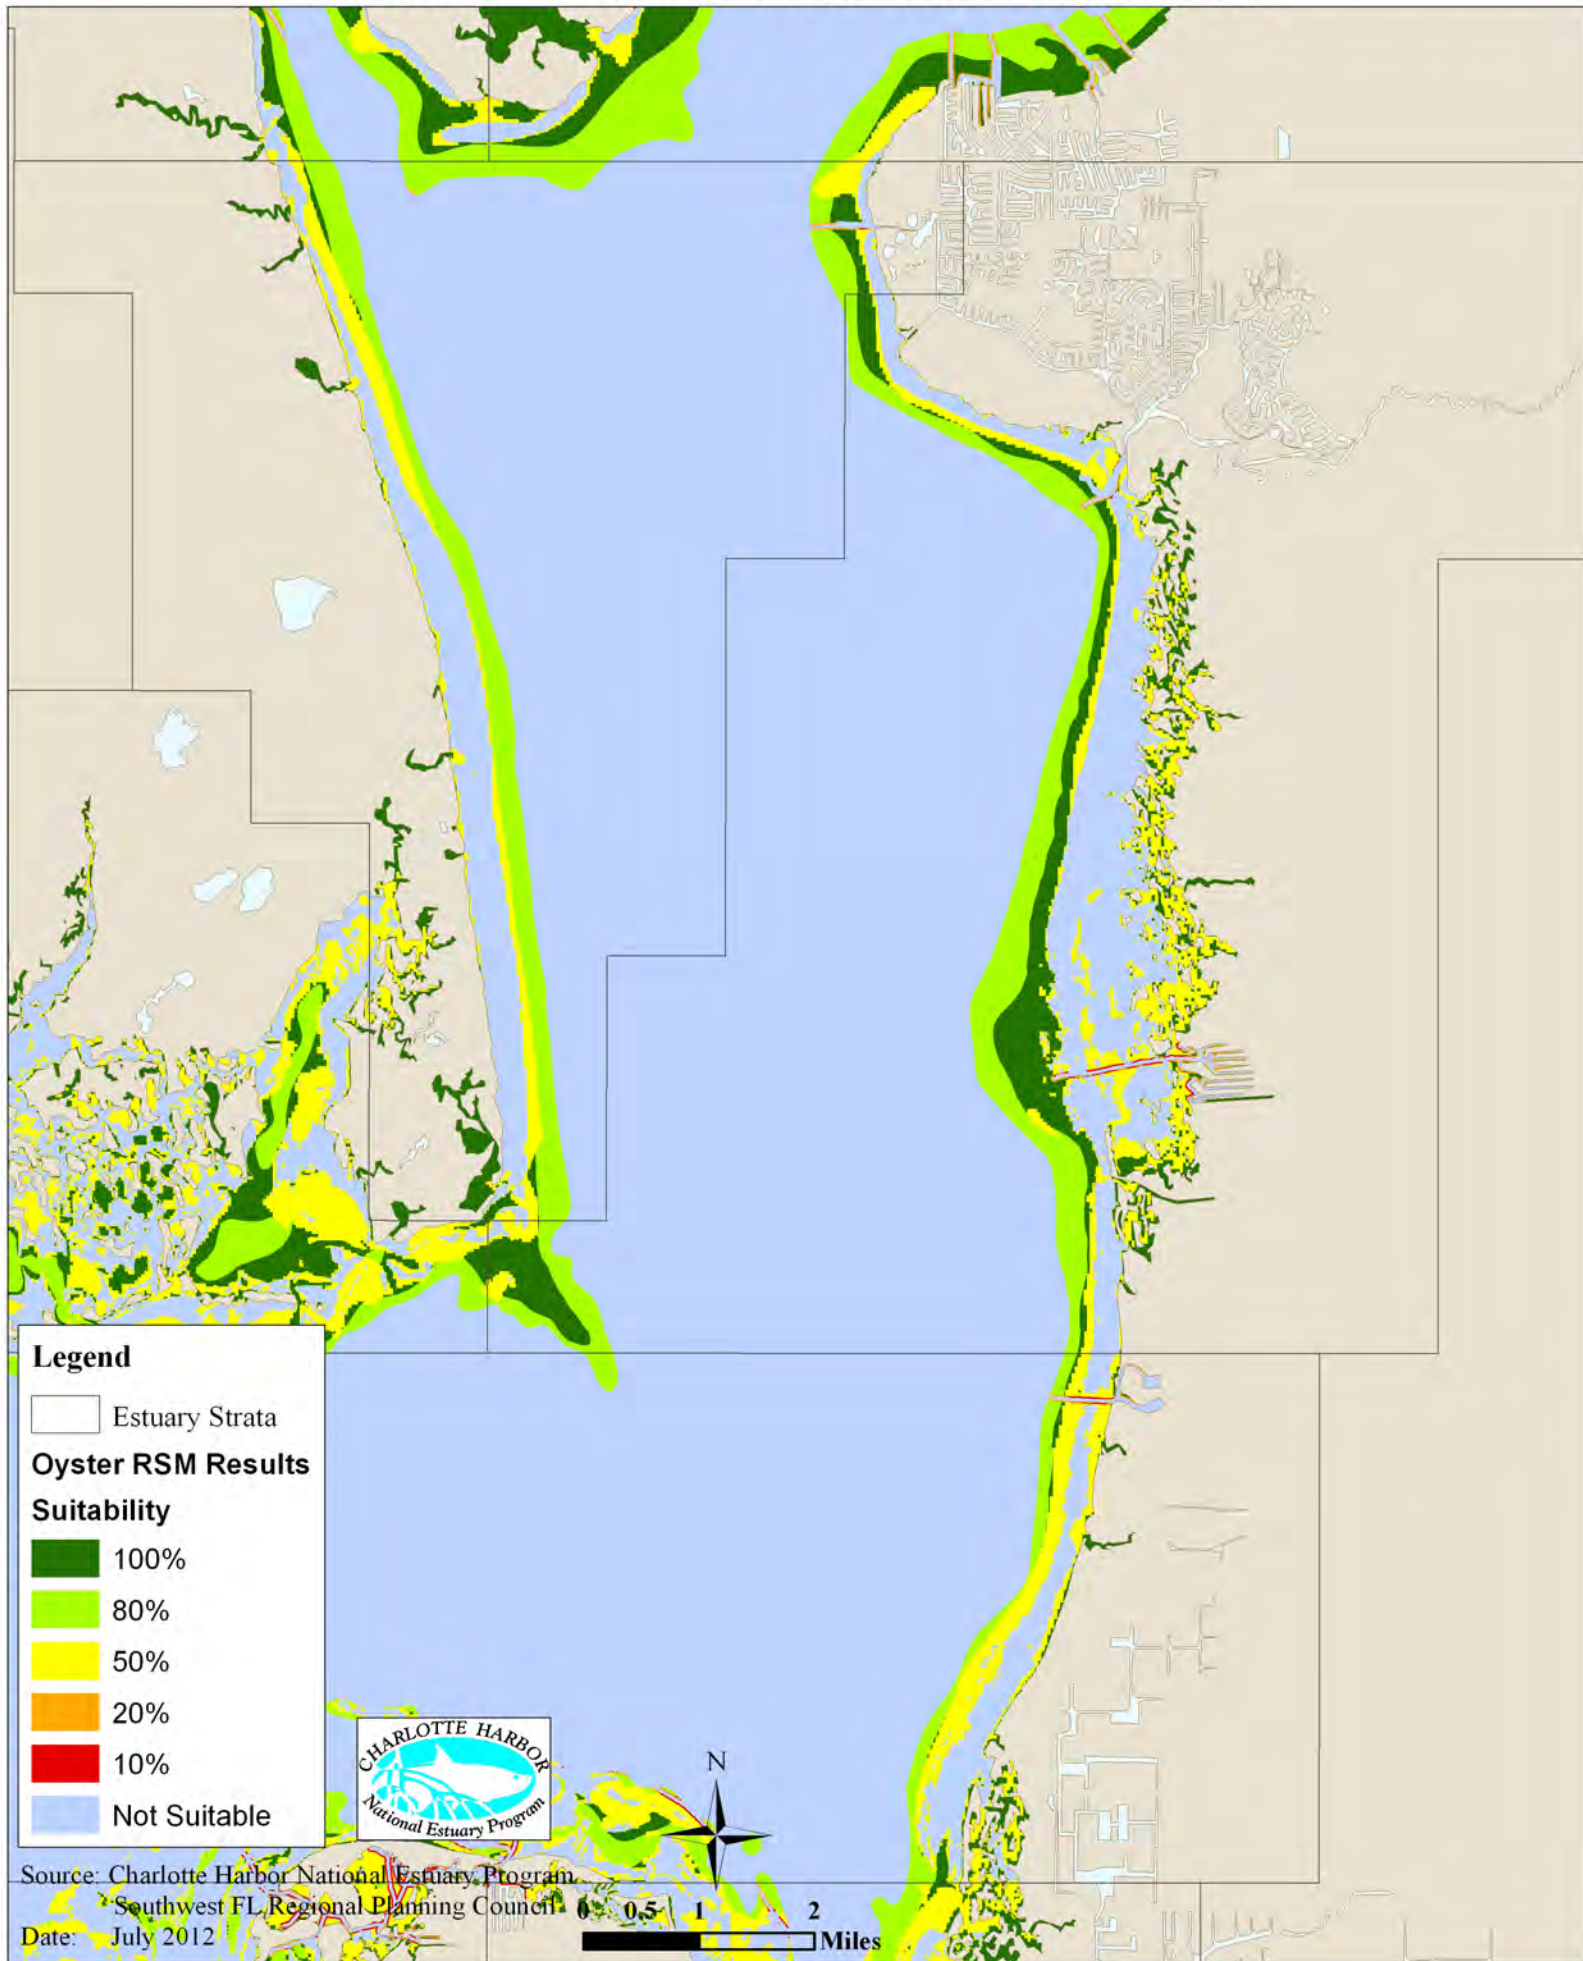 Legend
Estuary Strata
Oyster RSM Results
Suitability
100%
80%
50%
20%
10%
Not Suitable
CHARLOTTE HARBOR
National Estuary Program
N
Source: Charlotte Harbor National Estuary Program
Southwest FL Regional Planning Council
Date: July 2012
0 0.5 1 2
Miles